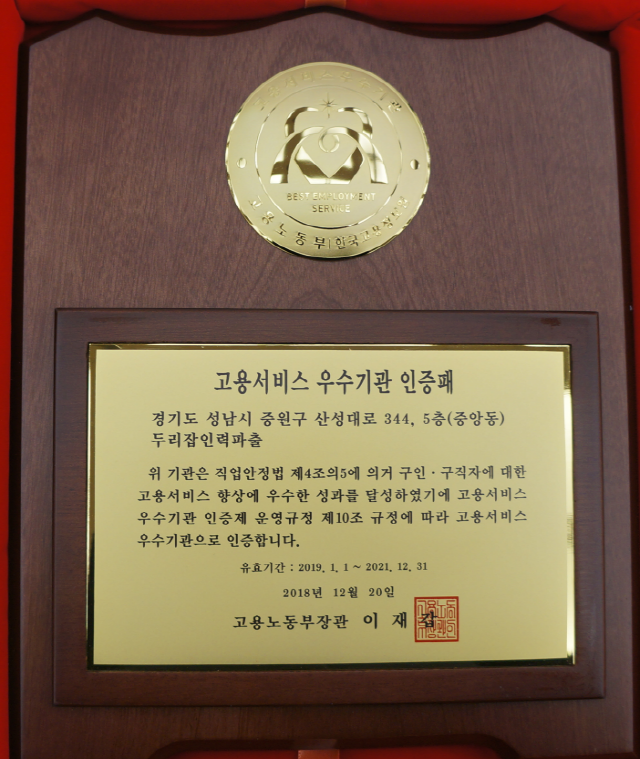 BEST EMPLOYMENT
SERVICE
고용노동부|한국고용정보원
고용서비스 우수기관 인증패
경기도 성남시 중원구 산성대로 344, 5층(중앙동)
두리잡인력파출
위 기관은 직업안정법 제4조의5에 의거 구인·구직자에 대한
고용서비스 향상에 우수한 성과를 달성하였기에 고용서비스
우수기관 인증제 운영규정 제10조 규정에 따라 고용서비스
우수기관으로 인증합니다.
유효기간 : 2019. 1. 1 ~ 2021. 12. 31
2018년 12월 20일
고용노동부장관 이재갑